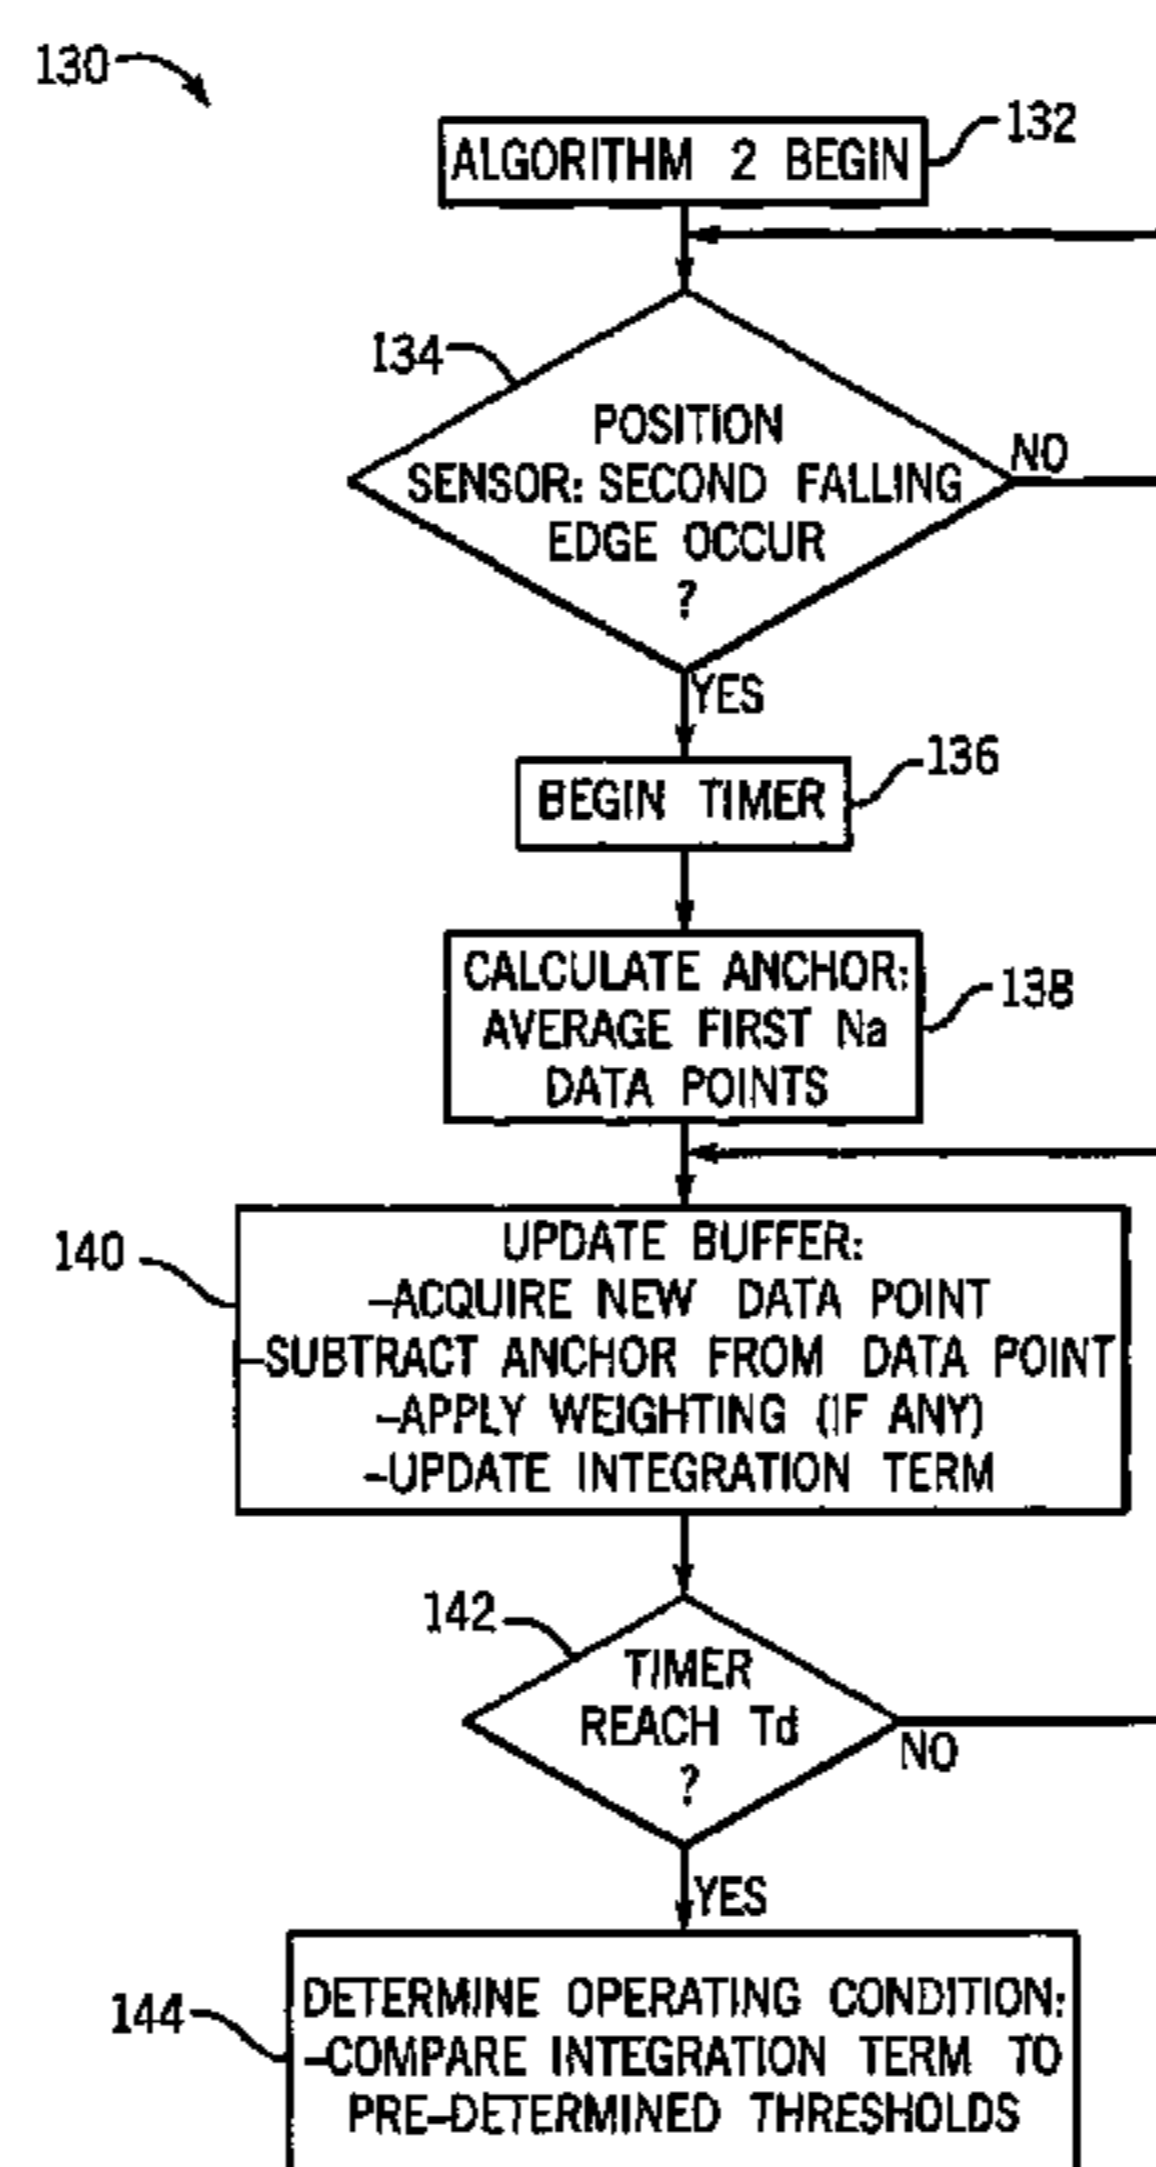 130
ALGORITHM 2 BEGIN
132
134
POSITION
SENSOR: SECOND FALLING
EDGE OCCUR
?
NO
YES
BEGIN TIMER
136
CALCULATE ANCHOR:
AVERAGE FIRST Na
DATA POINTS
138
140
UPDATE BUFFER:
-ACQUIRE NEW DATA POINT
-SUBTRACT ANCHOR FROM DATA POINT
-APPLY WEIGHTING (IF ANY)
-UPDATE INTEGRATION TERM
142
TIMER
REACH Td
?
NO
YES
144
DETERMINE OPERATING CONDITION:
-COMPARE INTEGRATION TERM TO
PRE-DETERMINED THRESHOLDS